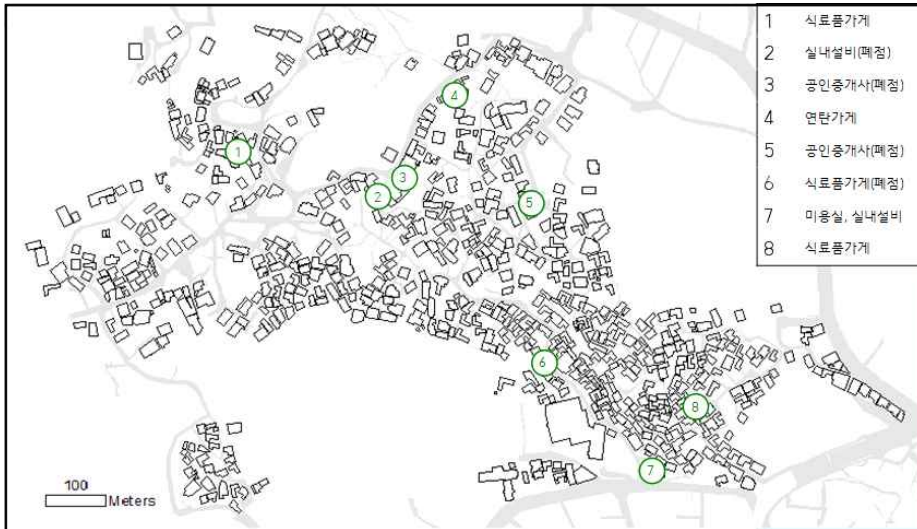 1 식료품가게
2 실내설비(폐점)
3 공인중개사(폐점)
4 연탄가게
5 공인중개사(폐점)
6 식료품가게(폐점)
7 미용실, 실내설비
8 식료품가게
4
1
3
2
5
6
8
7
100
Meters